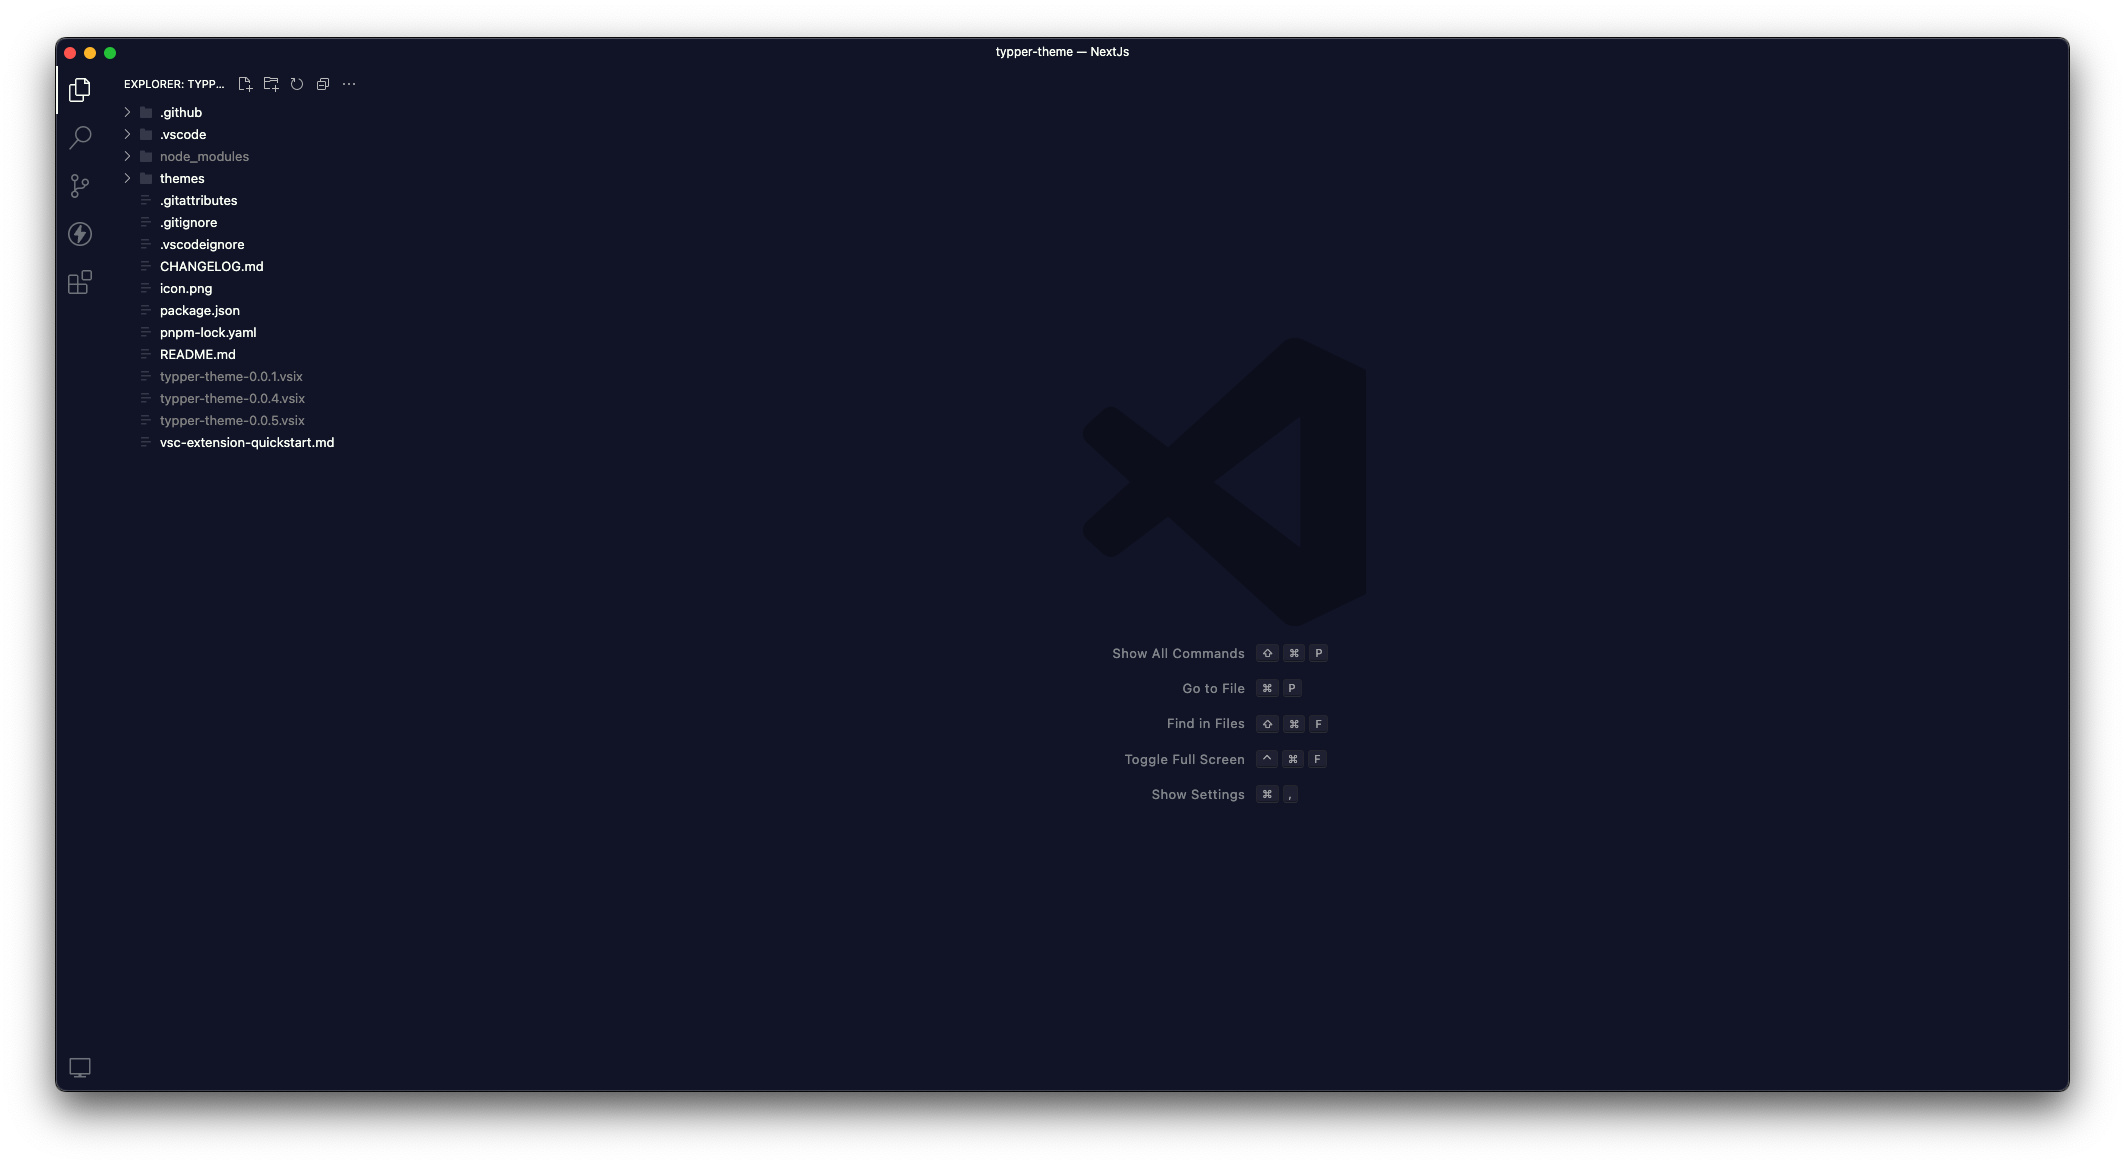 typper-theme — NextJs
EXPLORER: TYPP...
.github
.vscode
node_modules
themes
.gitattributes
.gitignore
.vscodeignore
CHANGELOG.md
icon.png
package.json
pnpm-lock.yaml
README.md
typper-theme-0.0.1.vsix
typper-theme-0.0.4.vsix
typper-theme-0.0.5.vsix
vsc-extension-quickstart.md
Show All Commands ⇧ ⌘ P
Go to File ⌘ P
Find in Files ⇧ ⌘ F
Toggle Full Screen ^ ⌘ F
Show Settings ⌘ ,